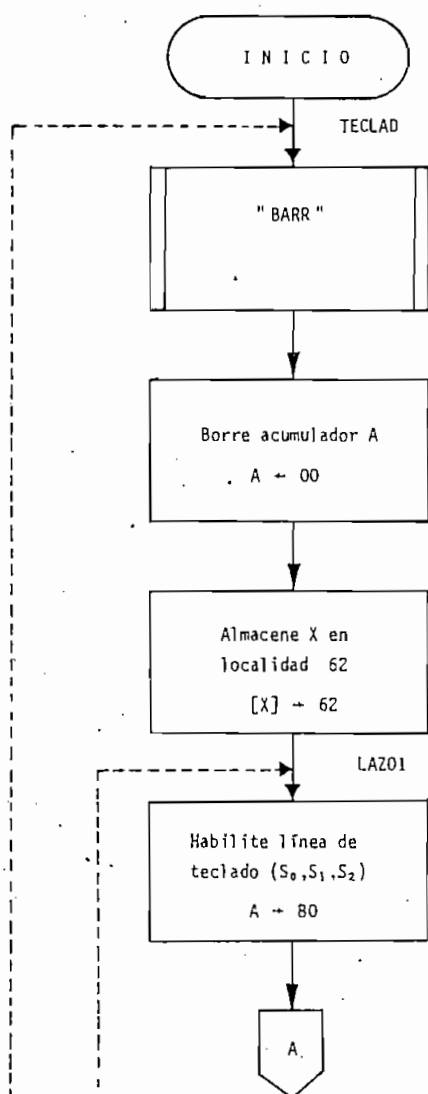 I N I C I O
TECLAD
" BARR "
Borre acumulador A
A ← 00
Almacene X en
localidad 62
[X] → 62
LAZO1
Habilite línea de
teclado (S₀,S₁,S₂)
A → 80
A